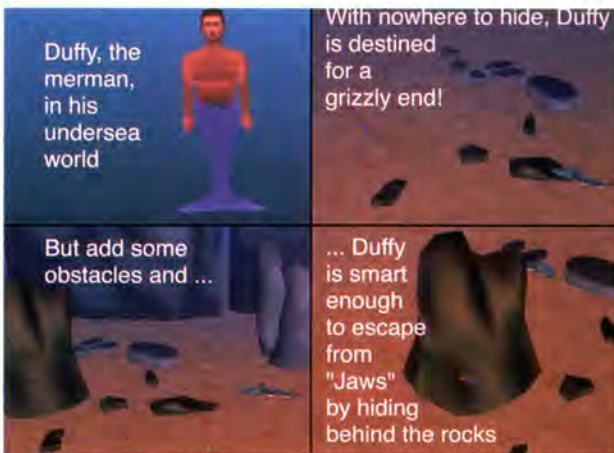 Duffy, the
merman,
in his
undersea
world
With nowhere to hide, Duffy
is destined
for a
grizzly end!
But add some
obstacles and ...
... Duffy
is smart
enough
to escape
from
"Jaws"
by hiding
behind the rocks